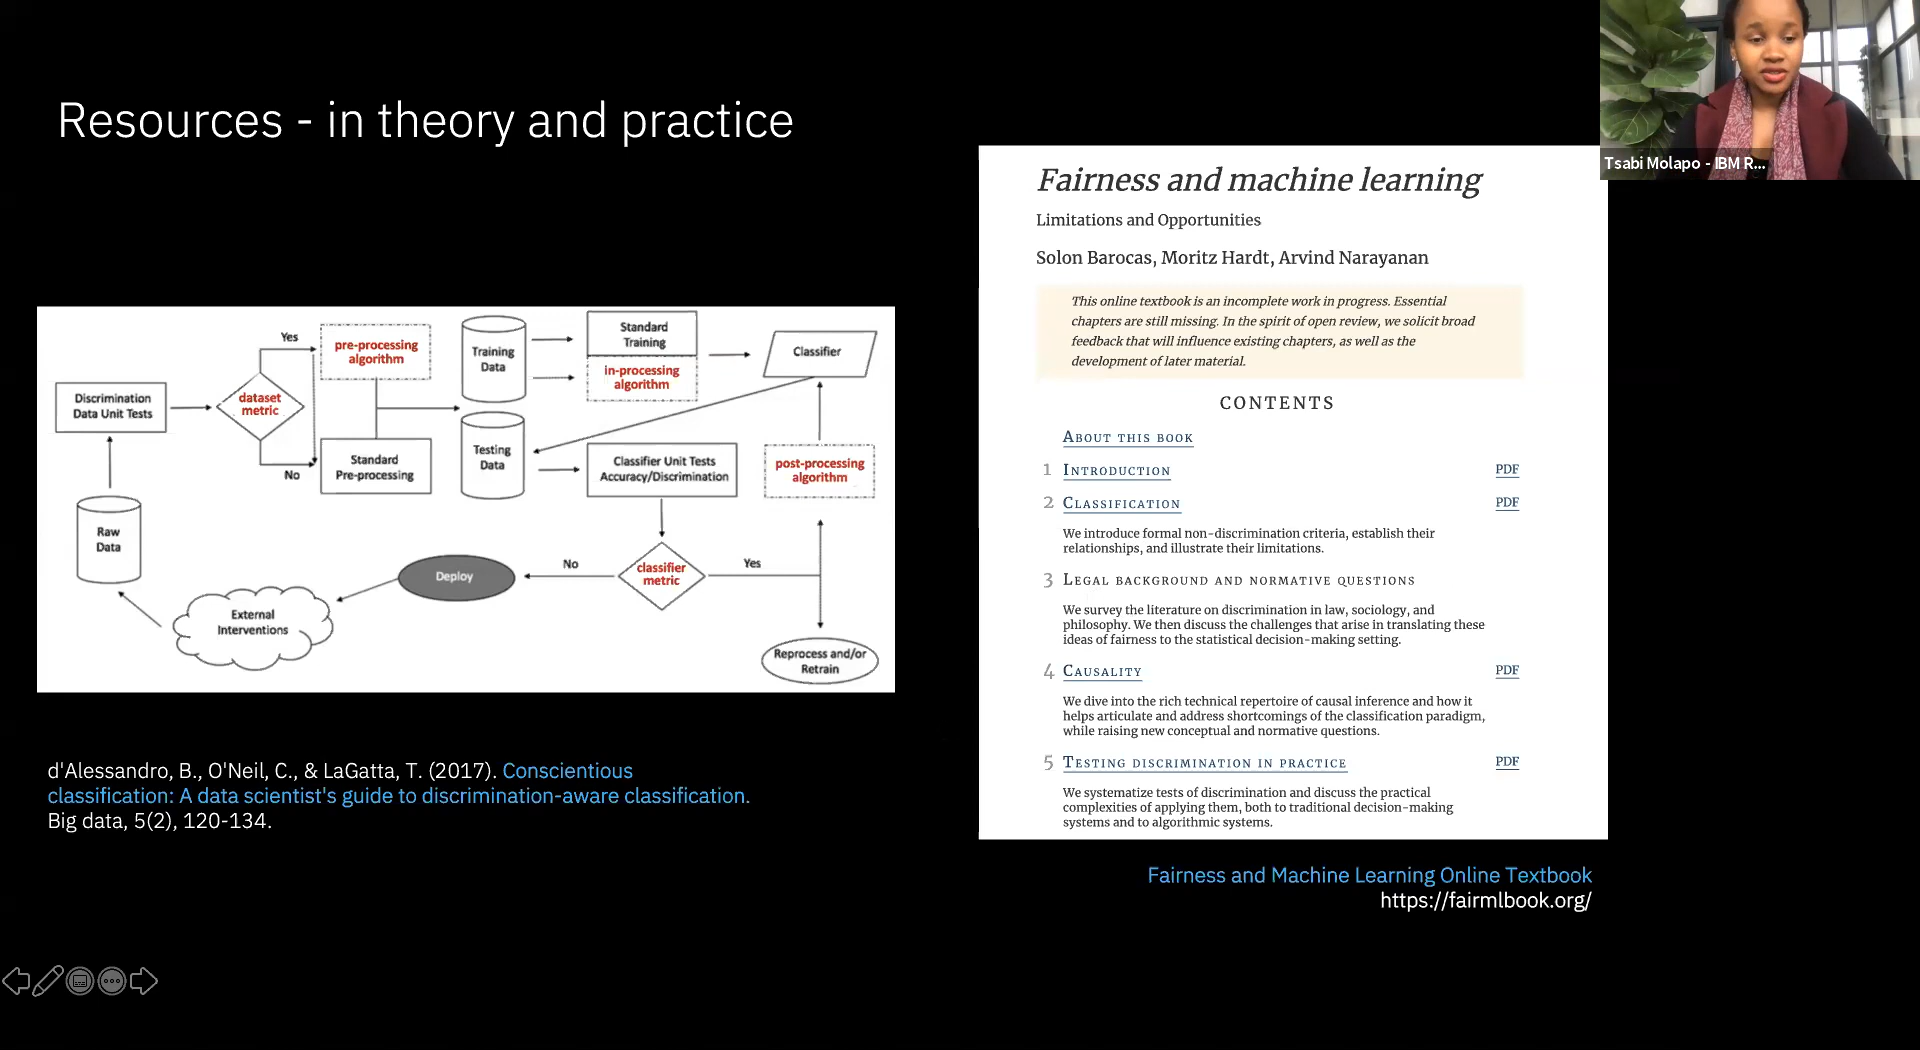 Resources - in theory and practice
Tsabi Molapo - IBM R...
Discrimination
Data Unit Tests
dataset
metric
Yes
No
pre-processing
algorithm
Standard
Pre-processing
Training
Data
Testing
Data
Standard
Training
in-processing
algorithm
Classifier
Classifier Unit Tests
Accuracy/Discrimination
post-processing
algorithm
Raw
Data
External
Interventions
Deploy
No
classifier
metric
Yes
Reprocess and/or
Retrain
d'Alessandro, B., O'Neil, C., & LaGatta, T. (2017). Conscientious
classification: A data scientist's guide to discrimination-aware classification.
Big data, 5(2), 120-134.
Fairness and machine learning
Limitations and Opportunities
Solon Barocas, Moritz Hardt, Arvind Narayanan
This online textbook is an incomplete work in progress. Essential
chapters are still missing. In the spirit of open review, we solicit broad
feedback that will influence existing chapters, as well as the
development of later material.
CONTENTS
ABOUT THIS BOOK
1 INTRODUCTION PDF
2 CLASSIFICATION PDF
We introduce formal non-discrimination criteria, establish their
relationships, and illustrate their limitations.
3 LEGAL BACKGROUND AND NORMATIVE QUESTIONS
We survey the literature on discrimination in law, sociology, and
philosophy. We then discuss the challenges that arise in translating these
ideas of fairness to the statistical decision-making setting.
4 CAUSALITY PDF
We dive into the rich technical repertoire of causal inference and how it
helps articulate and address shortcomings of the classification paradigm,
while raising new conceptual and normative questions.
5 TESTING DISCRIMINATION IN PRACTICE PDF
We systematize tests of discrimination and discuss the practical
complexities of applying them, both to traditional decision-making
systems and to algorithmic systems.
Fairness and Machine Learning Online Textbook
https://fairmlbook.org/